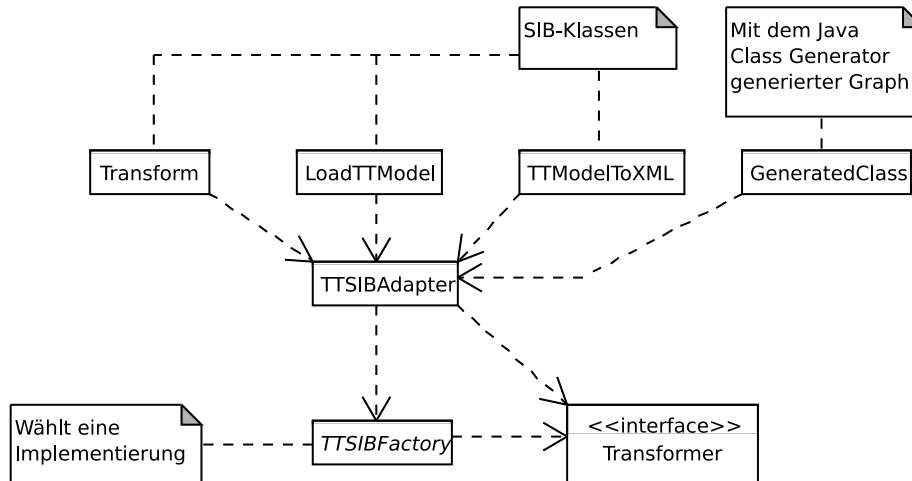 SIB-Klassen
Mit dem Java
Class Generator
generierter Graph
Transform
LoadTTModel
TTModelToXML
GeneratedClass
TTSIBAdapter
Wählt eine
Implementierung
TTSIBFactory
<<interface>>
Transformer